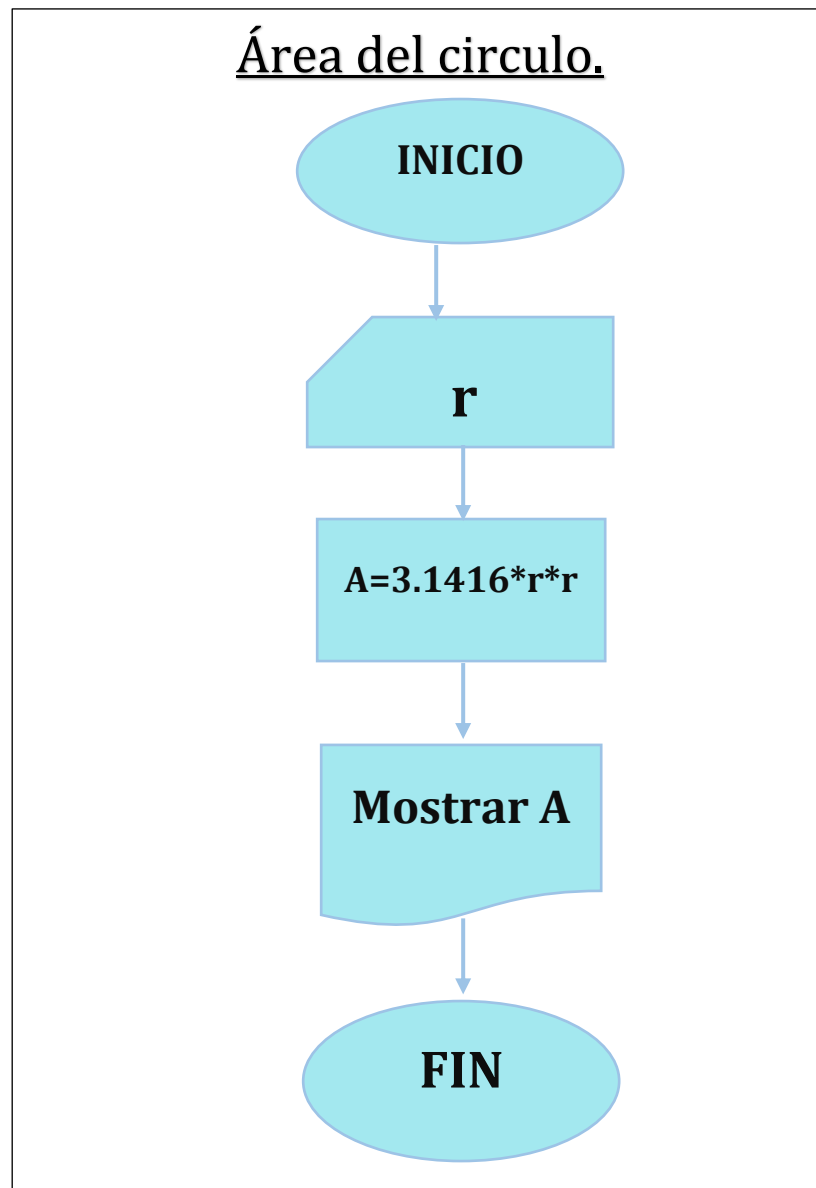 Área del circulo.
INICIO
r
A=3.1416*r*r
Mostrar A
FIN